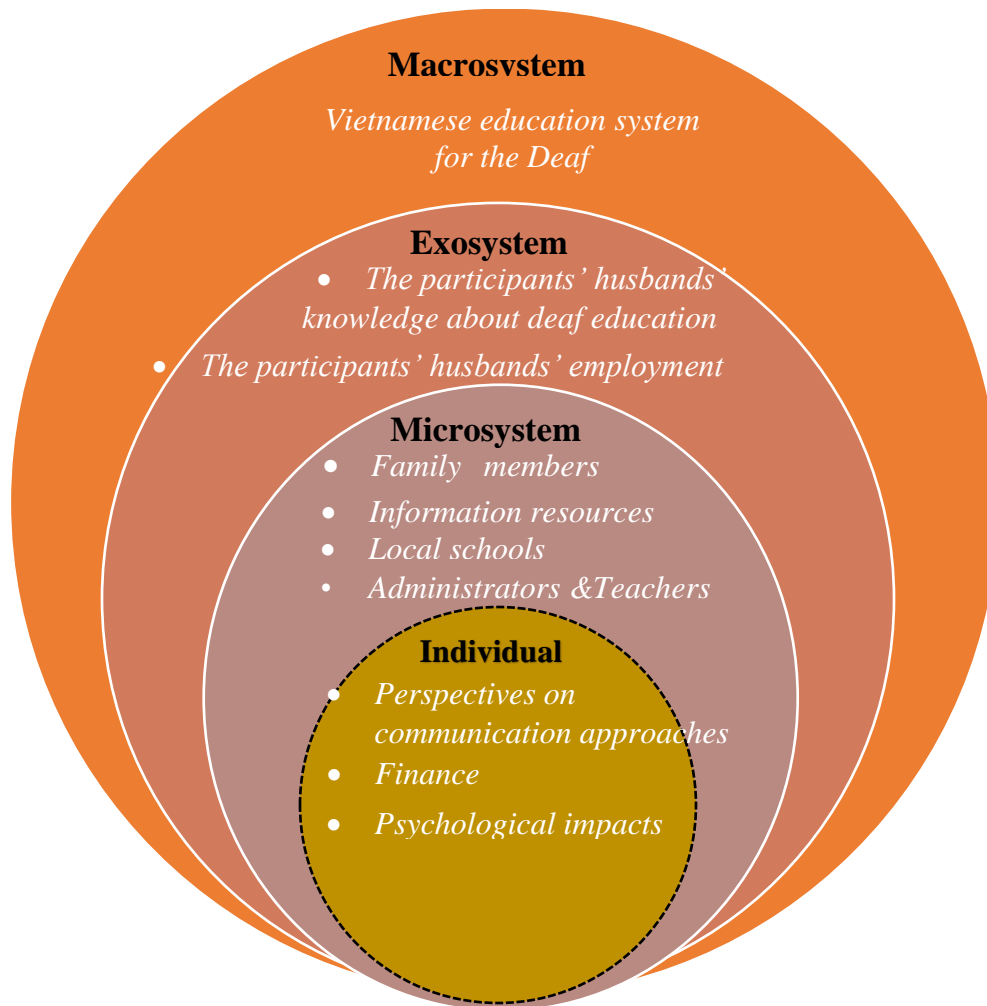 Macrosystem
Vietnamese education system
for the Deaf
Exosystem
• The participants’ husbands’
knowledge about deaf education
• The participants’ husbands’ employment
Microsystem
• Family members
• Information resources
• Local schools
• Administrators &Teachers
Individual
• Perspectives on
communication approaches
• Finance
• Psychological impacts